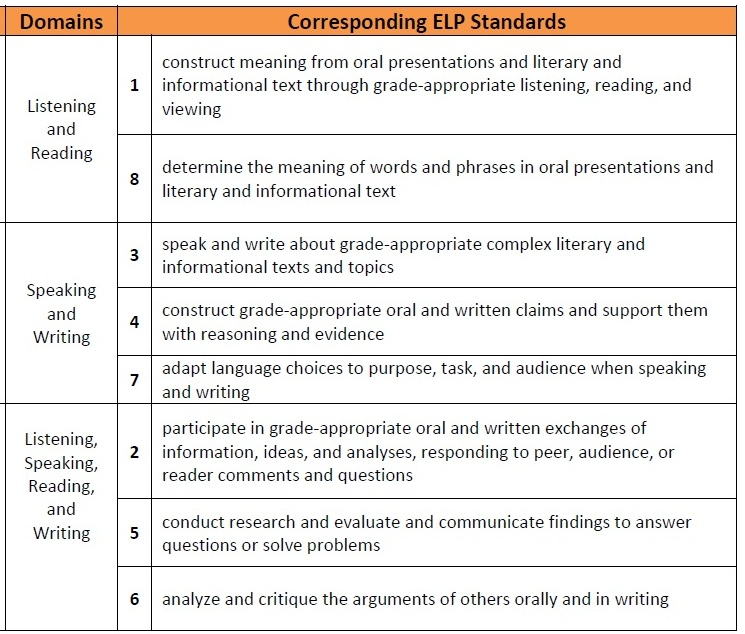 Domains
Corresponding ELP Standards
Listening
and
Reading
1
construct meaning from oral presentations and literary and
informational text through grade-appropriate listening, reading, and
viewing
8
determine the meaning of words and phrases in oral presentations and
literary and informational text
Speaking
and
Writing
3
speak and write about grade-appropriate complex literary and
informational texts and topics
4
construct grade-appropriate oral and written claims and support them
with reasoning and evidence
7
adapt language choices to purpose, task, and audience when speaking
and writing
Listening,
Speaking,
Reading,
and
Writing
2
participate in grade-appropriate oral and written exchanges of
information, ideas, and analyses, responding to peer, audience, or
reader comments and questions
5
conduct research and evaluate and communicate findings to answer
questions or solve problems
6
analyze and critique the arguments of others orally and in writing